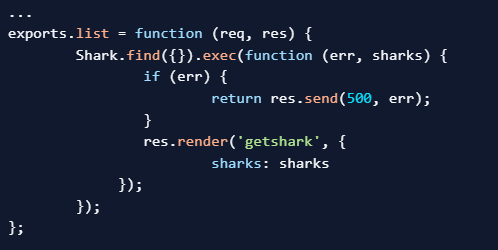 ...
exports.list = function (req, res) {
        Shark.find({}).exec(function (err, sharks) {
                if (err) {
                        return res.send(500, err);
                }
                res.render('getshark', {
                        sharks: sharks
             });
        });
};